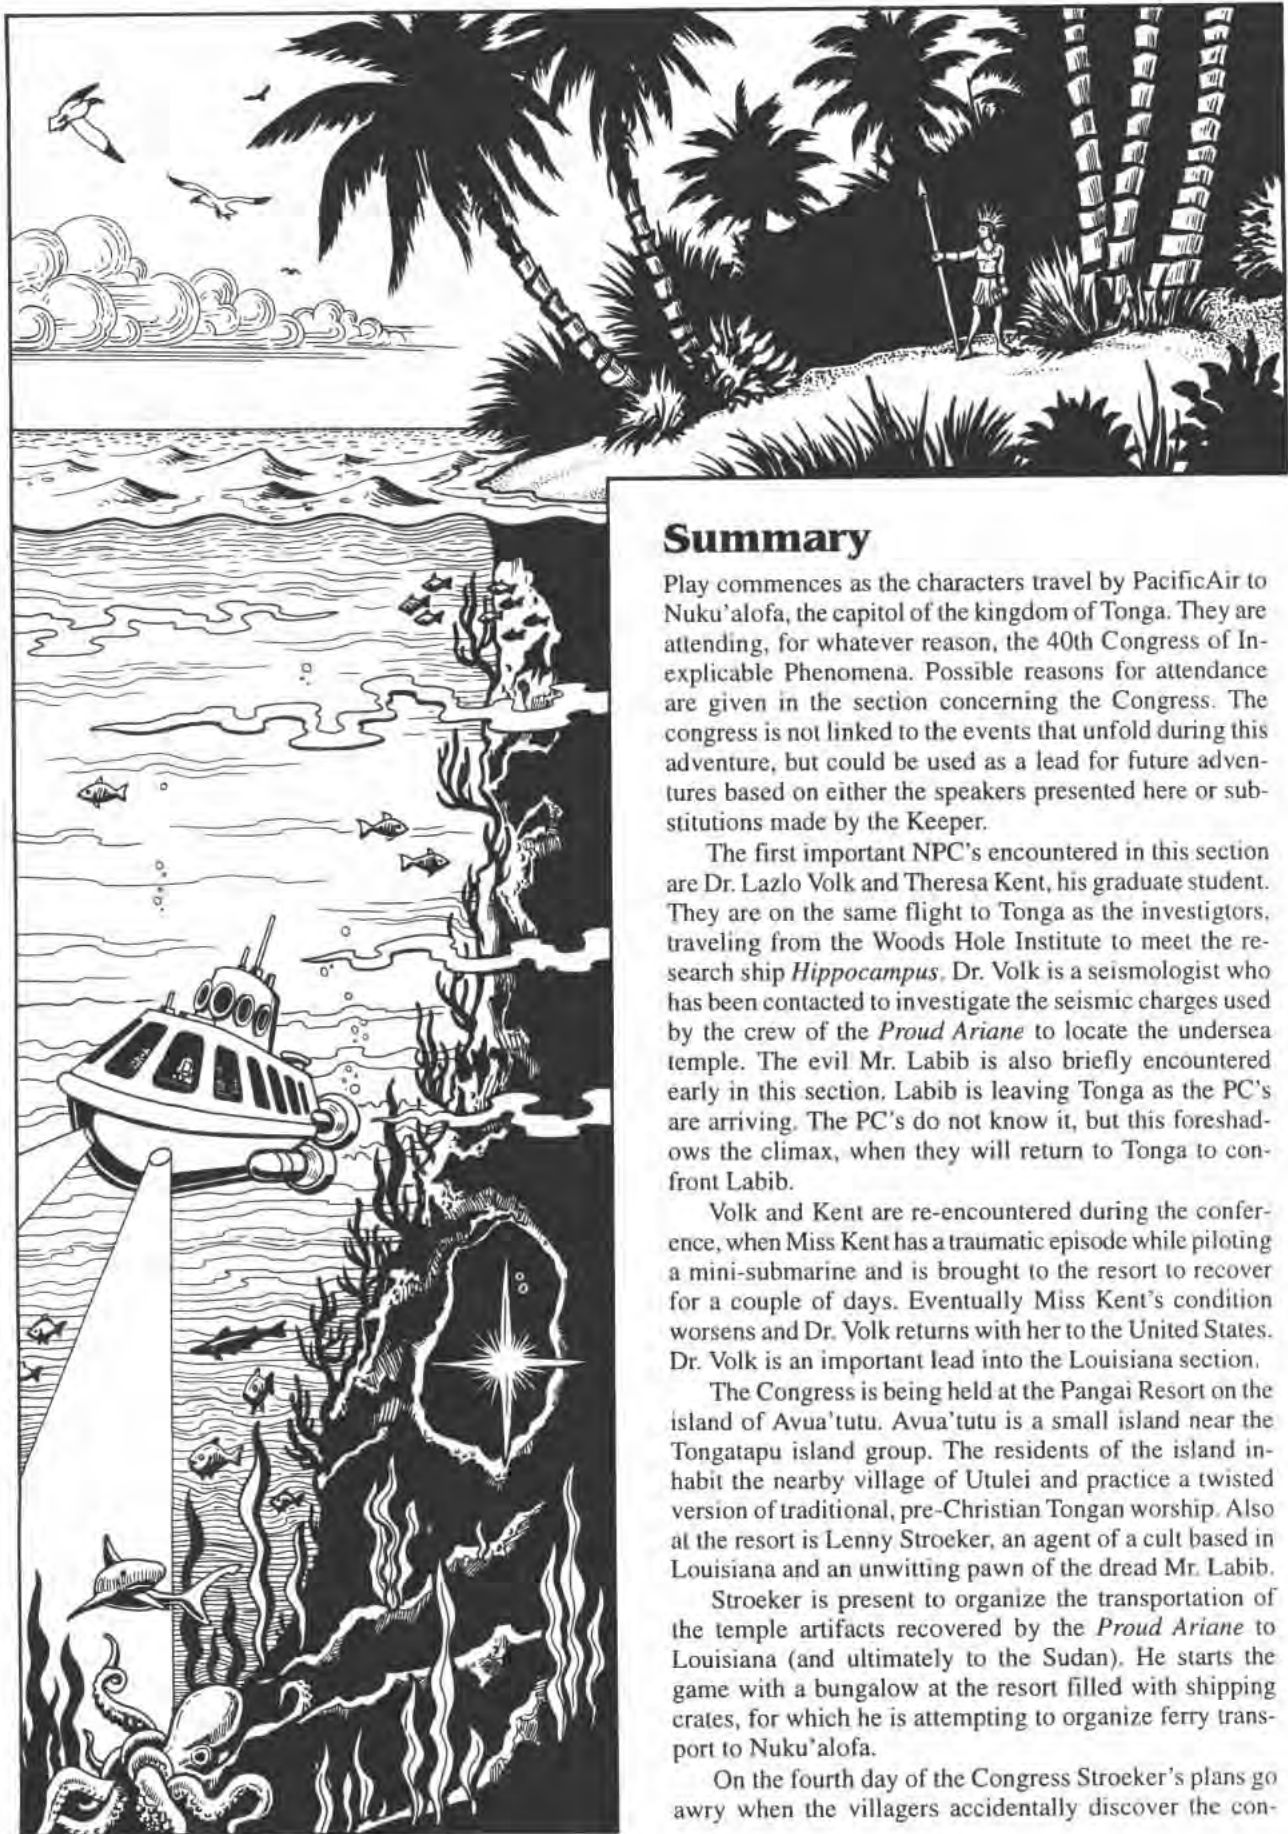 Summary
Play commences as the characters travel by PacificAir to
Nuku'alofa, the capitol of the kingdom of Tonga. They are
attending, for whatever reason, the 40th Congress of In-
explicable Phenomena. Possible reasons for attendance
are given in the section concerning the Congress. The
congress is not linked to the events that unfold during this
adventure, but could be used as a lead for future adven-
tures based on either the speakers presented here or sub-
stitutions made by the Keeper.
The first important NPC's encountered in this section
are Dr. Lazlo Volk and Theresa Kent, his graduate student.
They are on the same flight to Tonga as the investigtors,
traveling from the Woods Hole Institute to meet the re-
search ship Hippocampus. Dr. Volk is a seismologist who
has been contacted to investigate the seismic charges used
by the crew of the Proud Ariane to locate the undersea
temple. The evil Mr. Labib is also briefly encountered
early in this section. Labib is leaving Tonga as the PC's
are arriving. The PC's do not know it, but this foreshad-
ows the climax, when they will return to Tonga to con-
front Labib.
Volk and Kent are re-encountered during the confer-
ence, when Miss Kent has a traumatic episode while piloting
a mini-submarine and is brought to the resort to recover
for a couple of days. Eventually Miss Kent's condition
worsens and Dr. Volk returns with her to the United States.
Dr. Volk is an important lead into the Louisiana section.
The Congress is being held at the Pangai Resort on the
island of Avua'tutu. Avua'tutu is a small island near the
Tongatapu island group. The residents of the island in-
habit the nearby village of Utulei and practice a twisted
version of traditional, pre-Christian Tongan worship. Also
at the resort is Lenny Stroeker, an agent of a cult based in
Louisiana and an unwitting pawn of the dread Mr. Labib.
Stroeker is present to organize the transportation of
the temple artifacts recovered by the Proud Ariane to
Louisiana (and ultimately to the Sudan). He starts the
game with a bungalow at the resort filled with shipping
crates, for which he is attempting to organize ferry trans-
port to Nuku'alofa.
On the fourth day of the Congress Stroeker's plans go
awry when the villagers accidentally discover the con-